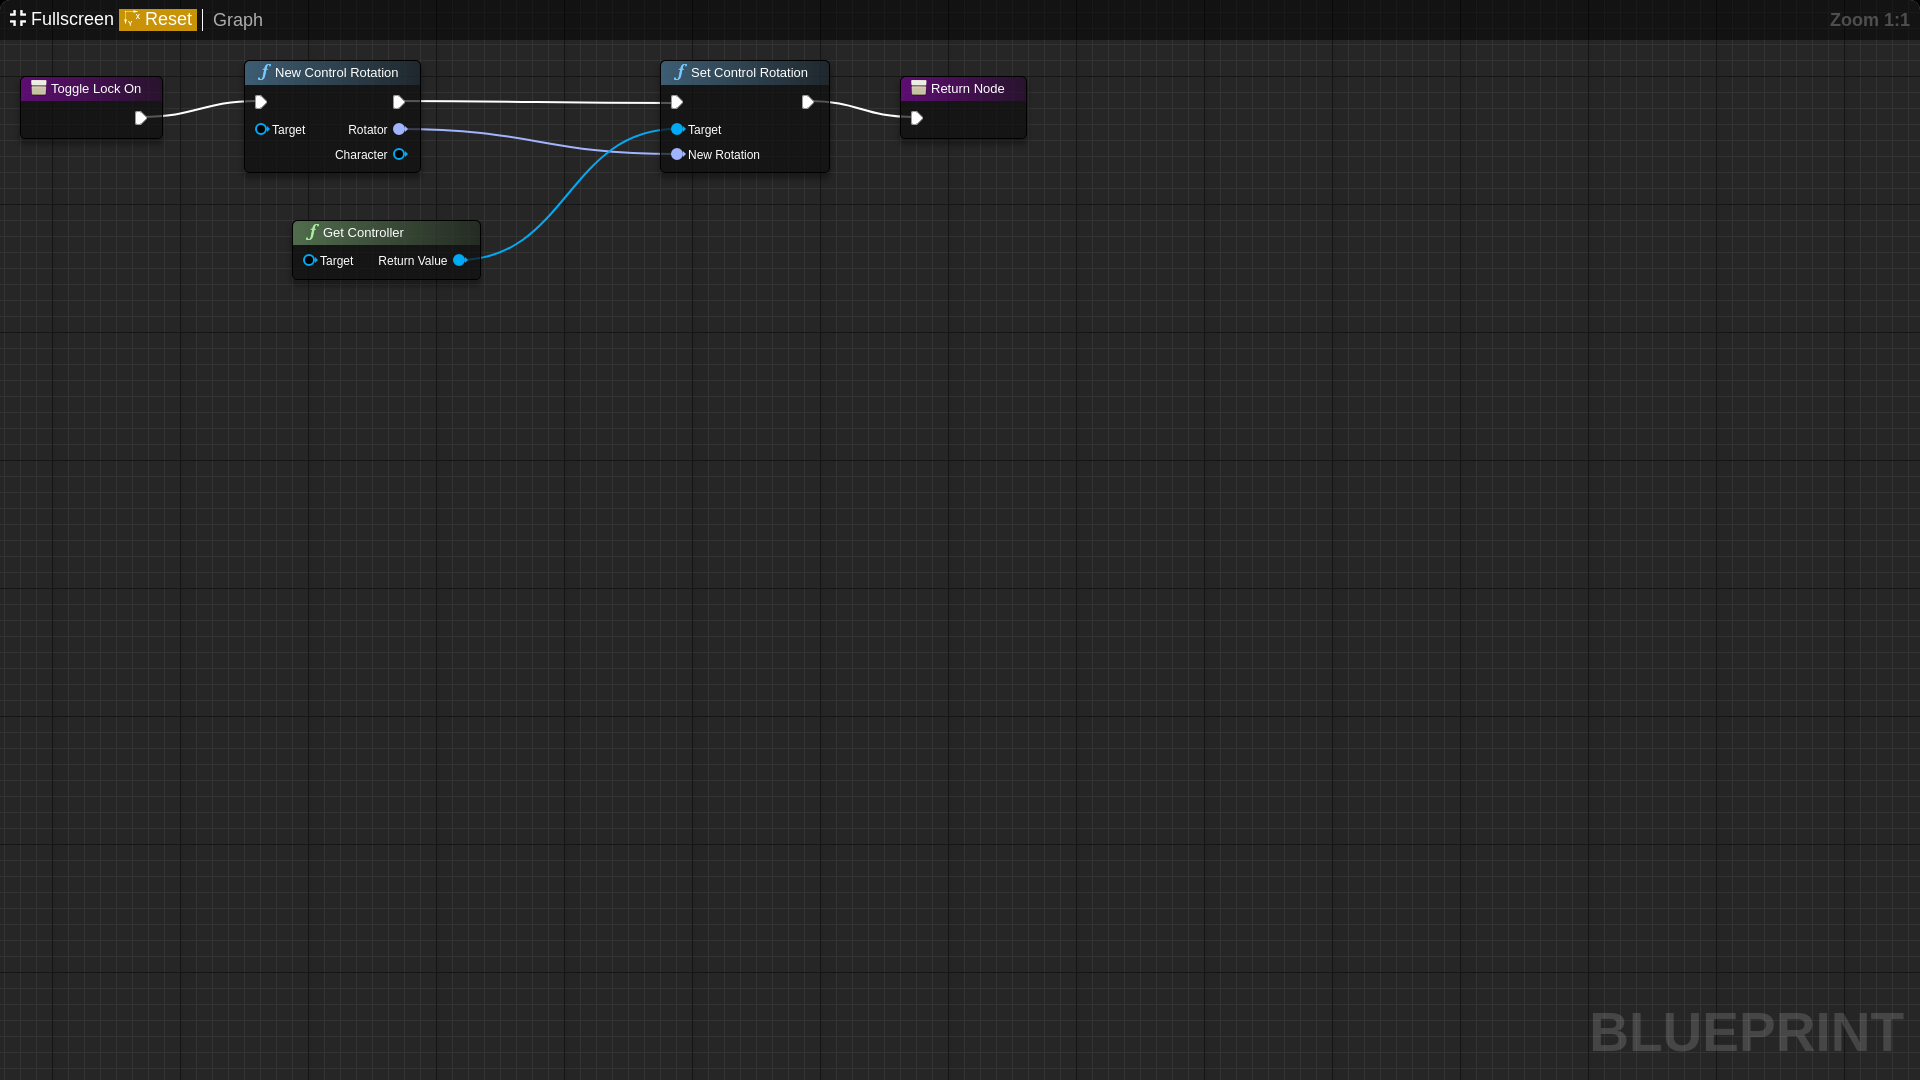 Fullscreen Reset Graph Zoom 1:1
Toggle Lock On
New Control Rotation
Target Rotator
Character
Get Controller
Target Return Value
Set Control Rotation
Target
New Rotation
Return Node
BLUEPRINT